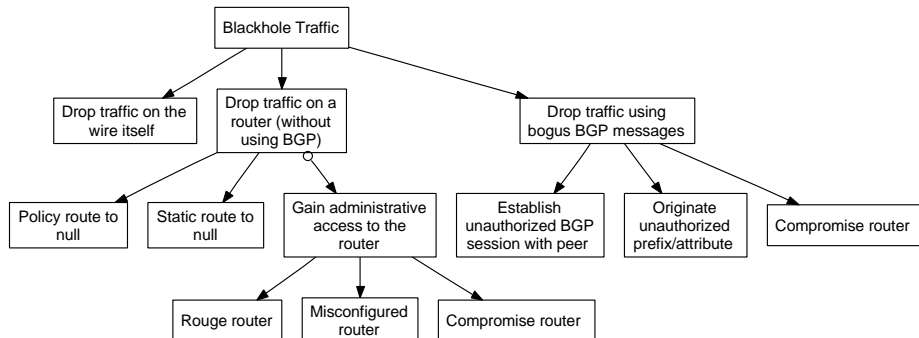 Blackhole Traffic
Drop traffic on the
wire itself
Drop traffic on a
router (without
using BGP)
Drop traffic using
bogus BGP messages
Policy route to
null
Static route to
null
Gain administrative
access to the
router
Establish
unauthorized BGP
session with peer
Originate
unauthorized
prefix/attribute
Compromise router
Rouge router
Misconfigured
router
Compromise router